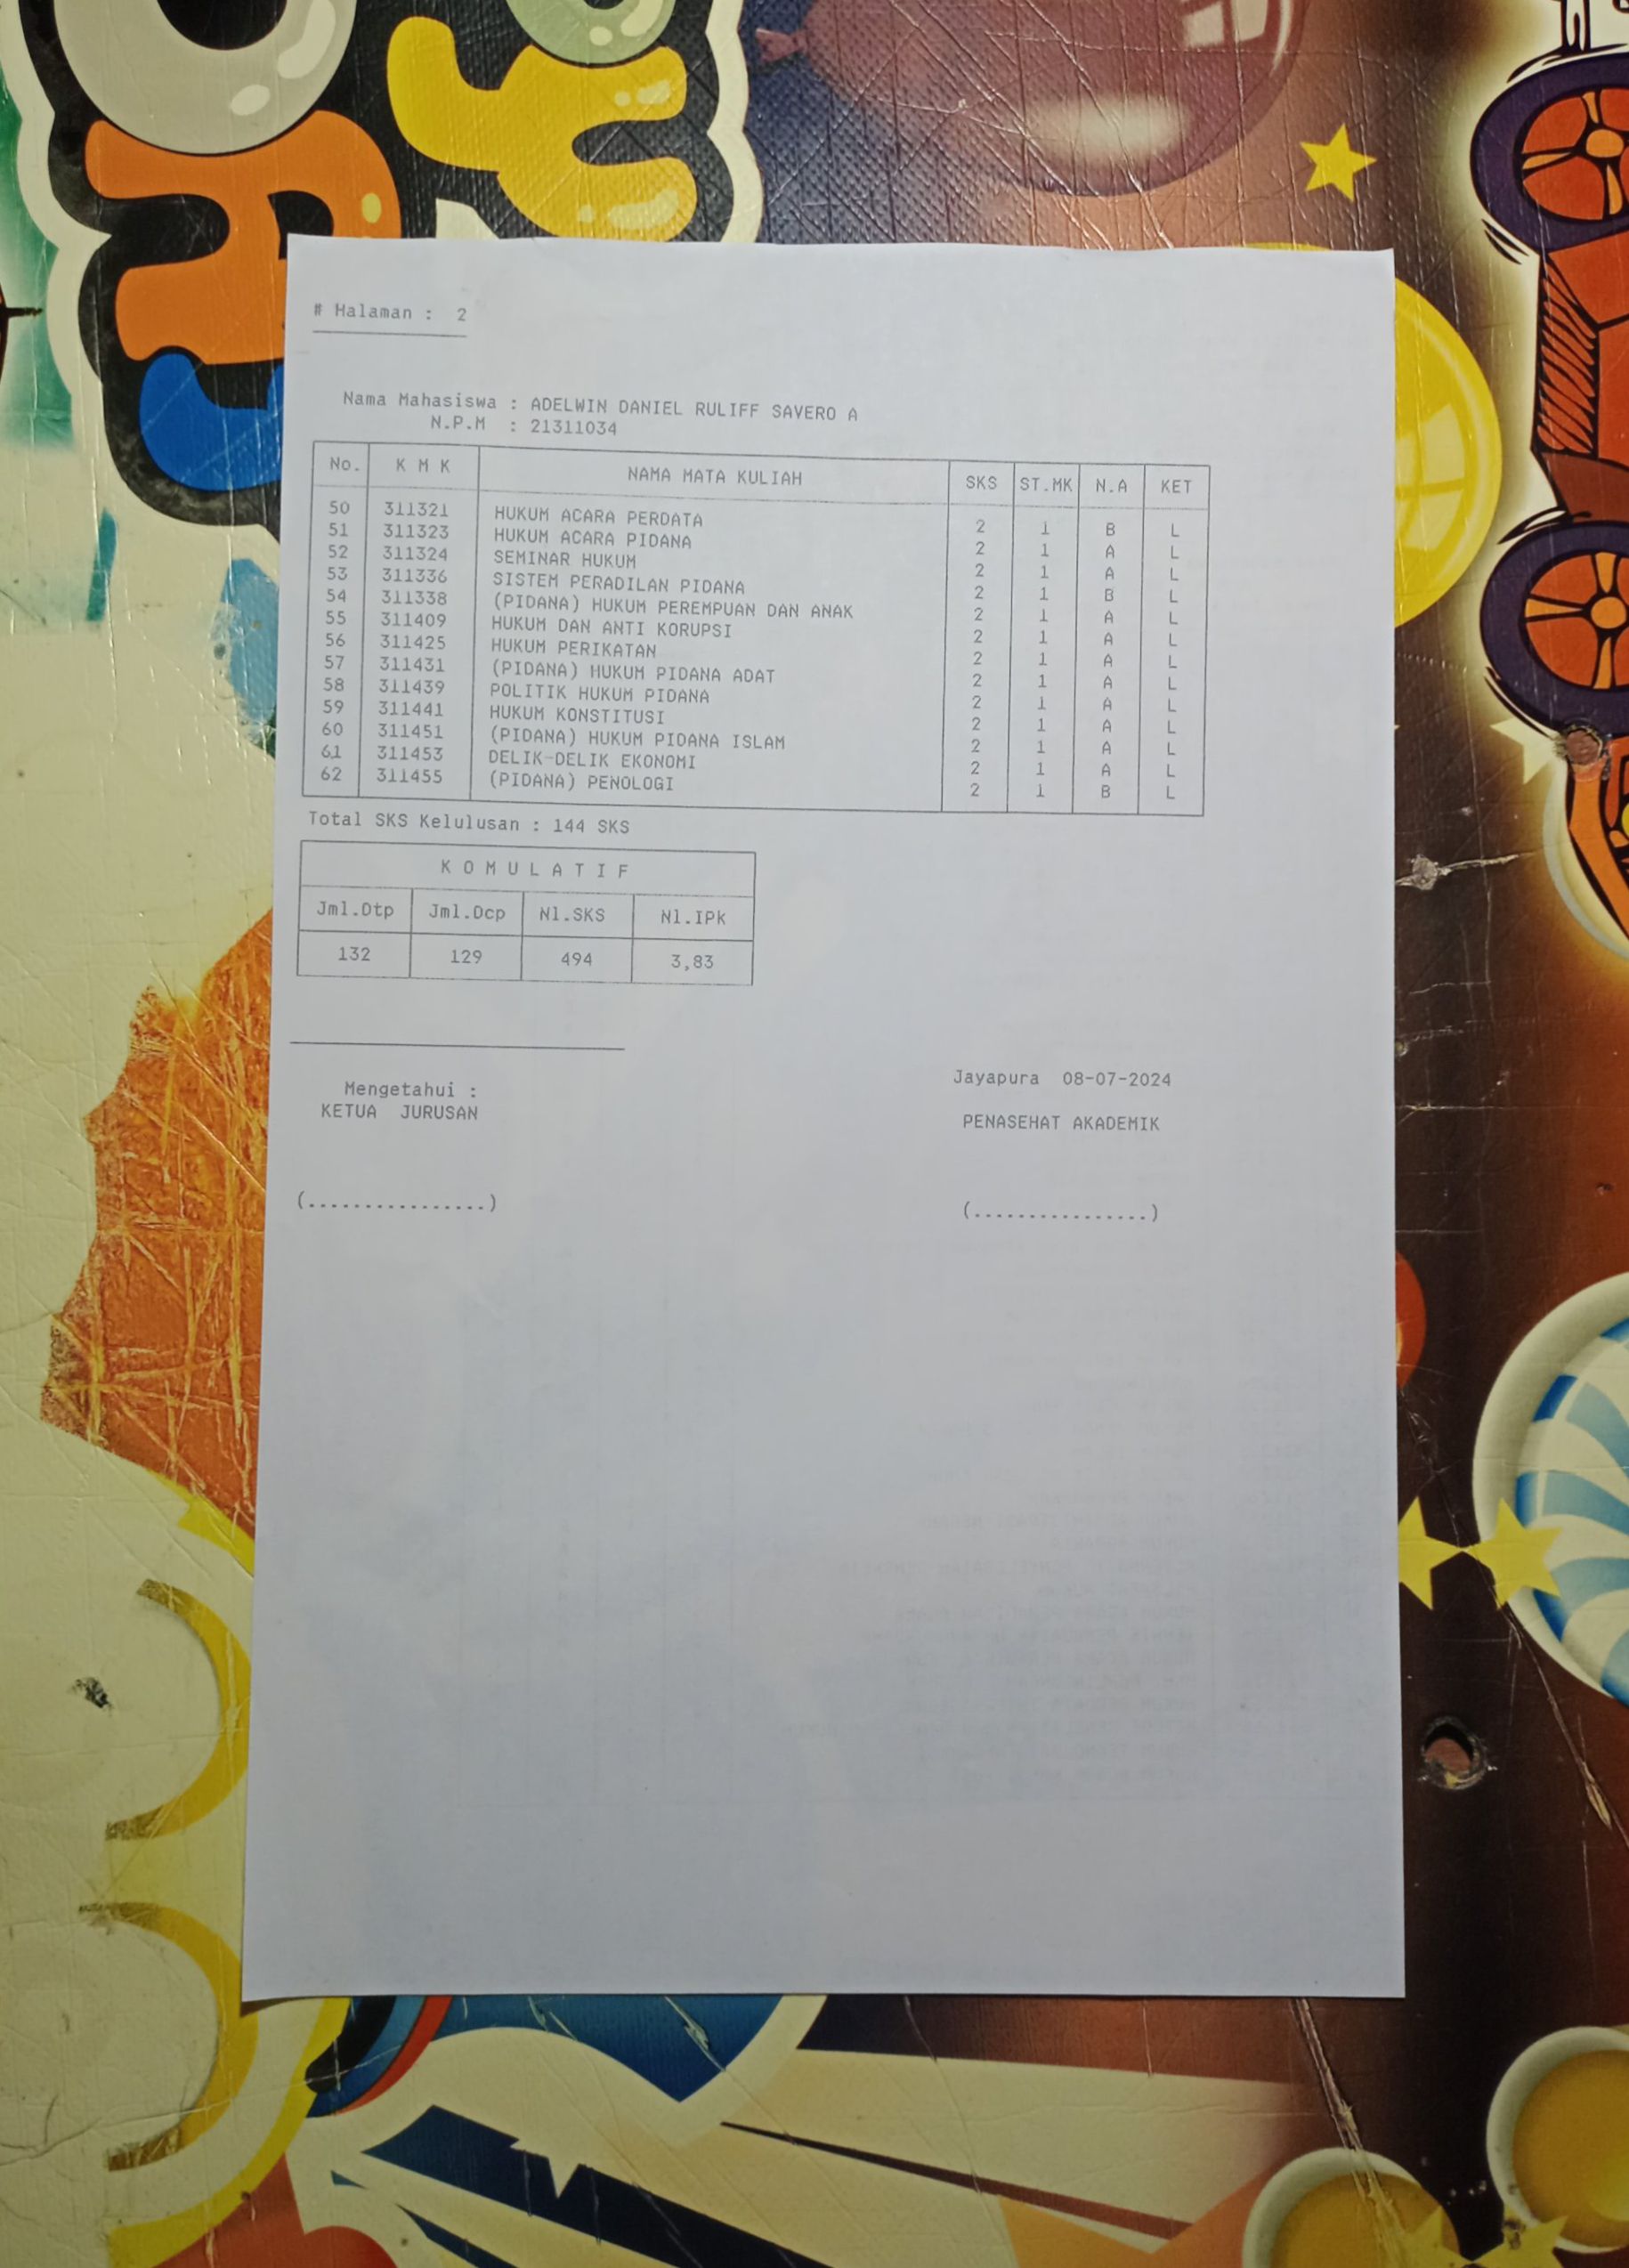 # Halaman : 2
Nama Mahasiswa : ADELWIN DANIEL RULIFF SAVERO A
N.P.M : 21311034
No. K M K NAMA MATA KULIAH SKS ST.MK N.A KET
50 311321 HUKUM ACARA PERDATA 2 1 B L
51 311323 HUKUM ACARA PIDANA 2 1 A L
52 311324 SEMINAR HUKUM 2 1 A L
53 311336 SISTEM PERADILAN PIDANA 2 1 B L
54 311338 (PIDANA) HUKUM PEREMPUAN DAN ANAK 2 1 A L
55 311409 HUKUM DAN ANTI KORUPSI 2 1 A L
56 311425 HUKUM PERIKATAN 2 1 A L
57 311431 (PIDANA) HUKUM PIDANA ADAT 2 1 A L
58 311439 POLITIK HUKUM PIDANA 2 1 A L
59 311441 HUKUM KONSTITUSI 2 1 A L
60 311451 (PIDANA) HUKUM PIDANA ISLAM 2 1 A L
61 311453 DELIK-DELIK EKONOMI 2 1 A L
62 311455 (PIDANA) PENOLOGI 2 1 B L
Total SKS Kelulusan : 144 SKS
K O M U L A T I F
Jml.Dtp Jml.Dcp Nl.SKS Nl.IPK
132 129 494 3,83
Jayapura 08-07-2024
Mengetahui :
KETUA JURUSAN PENASEHAT AKADEMIK
(................) (................)